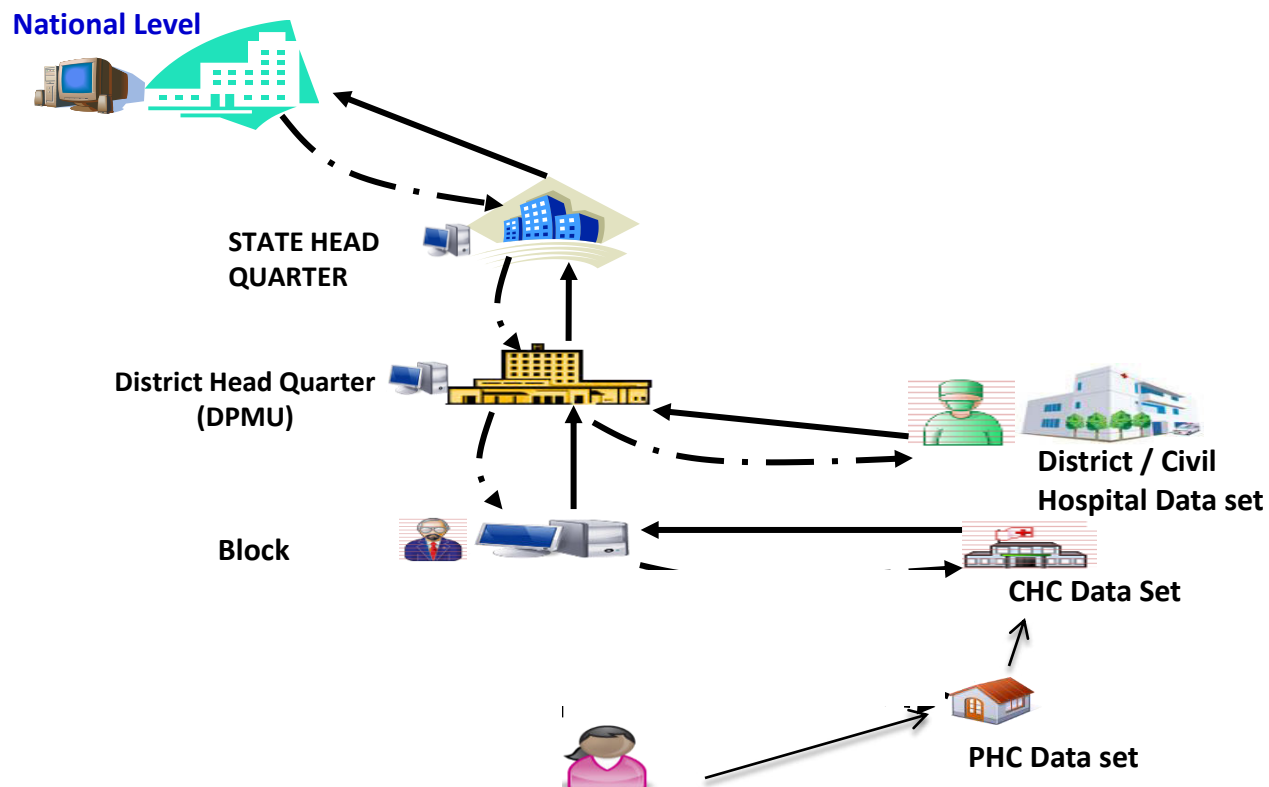 National Level
STATE HEAD
QUARTER
District Head Quarter
(DPMU)
District / Civil
Hospital Data set
Block
CHC Data Set
PHC Data set